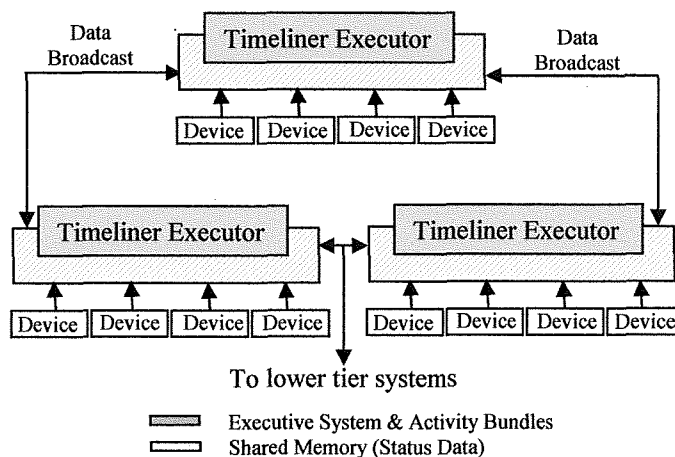 Timeliner Executor
Data Broadcast
Data Broadcast
Device Device Device Device
Timeliner Executor
Timeliner Executor
Device Device Device Device
Device Device Device Device
To lower tier systems
Executive System & Activity Bundles
Shared Memory (Status Data)